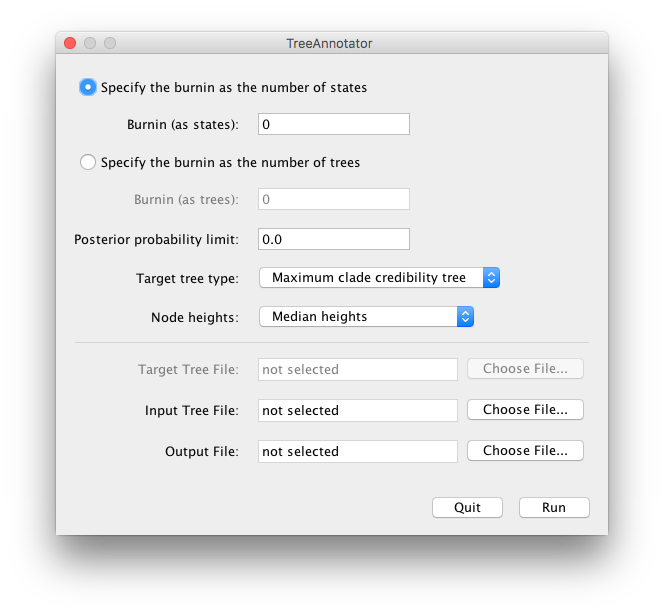 TreeAnnotator
Specify the burnin as the number of states
Burnin (as states): 0
Specify the burnin as the number of trees
Burnin (as trees): 0
Posterior probability limit: 0.0
Target tree type: Maximum clade credibility tree
Node heights: Median heights
Target Tree File: not selected Choose File...
Input Tree File: not selected Choose File...
Output File: not selected Choose File...
Quit Run